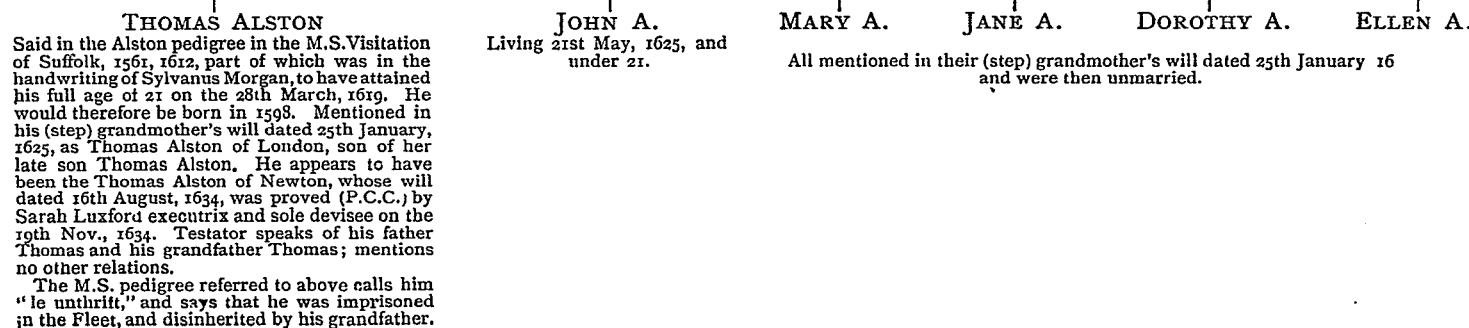 THOMAS ALSTON
Said in the Alston pedigree in the M.S.Visitation
of Suffolk, 1561, 1612, part of which was in the
handwriting of Sylvanus Morgan, to have attained
his full age of 21 on the 28th March, 1619. He
would therefore be born in 1598. Mentioned in
his (step) grandmother's will dated 25th January,
1625, as Thomas Alston of London, son of her
late son Thomas Alston. He appears to have
been the Thomas Alston of Newton, whose will
dated 16th August, 1634, was proved (P.C.C.) by
Sarah Luxford executrix and sole devisee on the
19th Nov., 1634. Testator speaks of his father
Thomas and his grandfather Thomas; mentions
no other relations.
The M.S. pedigree referred to above calls him
"le unthrift," and says that he was imprisoned
in the Fleet, and disinherited by his grandfather.
JOHN A.
Living 21st May, 1625, and
under 21.
MARY A. JANE A. DOROTHY A. ELLEN A.
All mentioned in their (step) grandmother's will dated 25th January 16
and were then unmarried.